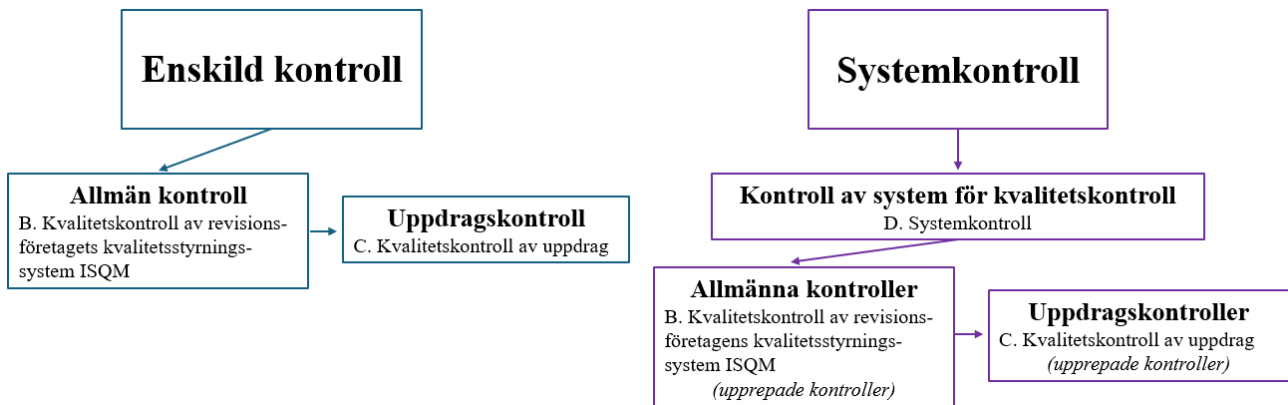 Enskild kontroll
Allmän kontroll
B. Kvalitetskontroll av revisions-
företagets kvalitetsstyrnings-
system ISQM
Uppdragskontroll
C. Kvalitetskontroll av uppdrag
Systemkontroll
Kontroll av system för kvalitetskontroll
D. Systemkontroll
Allmänna kontroller
B. Kvalitetskontroll av revisions-
företagens kvalitetsstyrnings-
system ISQM
(upprepade kontroller)
Uppdragskontroller
C. Kvalitetskontroll av uppdrag
(upprepade kontroller)